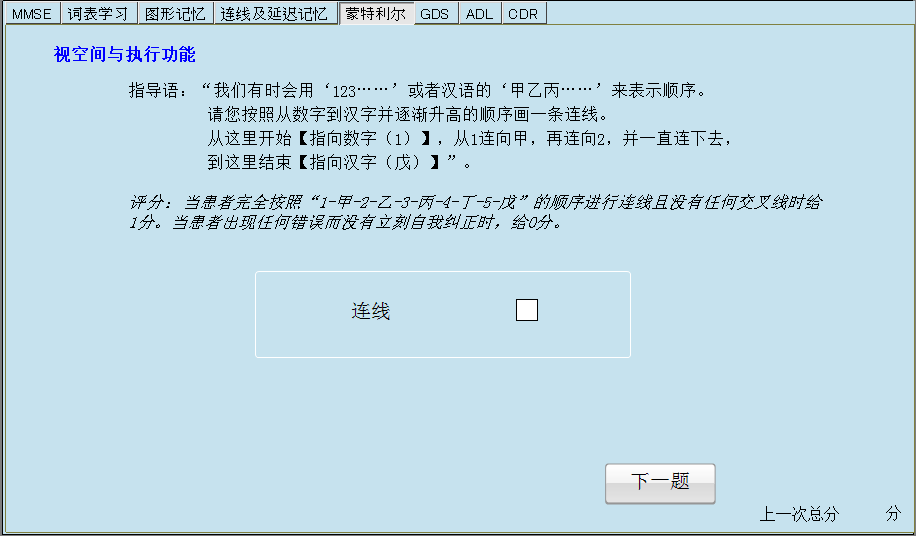 MMSE 词表学习 图形记忆 连线及延迟记忆 蒙特利尔 GDS ADL CDR
视空间与执行功能
指导语：“我们有时会用‘123……’或者汉语的‘甲乙丙……’来表示顺序。
请您按照从数字到汉字并逐渐升高的顺序画一条连线。
从这里开始【指向数字（1）】，从1连向甲，再连向2，并一直连下去，
到这里结束【指向汉字（戊）】”。
评分：当患者完全按照“1-甲-2-乙-3-丙-4-丁-5-戊”的顺序进行连线且没有任何交叉线时给
1分。当患者出现任何错误而没有立刻自我纠正时，给0分。
连线
下一题
上一次总分 分